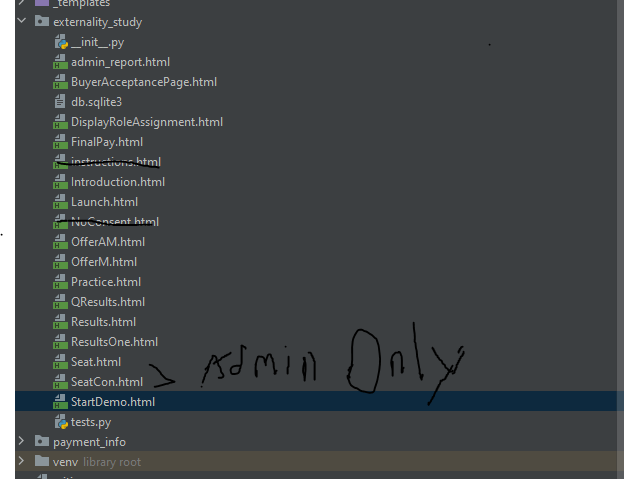 _templates
externality_study
__init__.py
admin_report.html
BuyerAcceptancePage.html
db.sqlite3
DisplayRoleAssignment.html
FinalPay.html
instructions.html
Introduction.html
Launch.html
NoConsent.html
OfferAM.html
OfferM.html
Practice.html
QResults.html
Results.html
ResultsOne.html
Seat.html
SeatCon.html
> Admin Only
StartDemo.html
tests.py
payment_info
venv library root